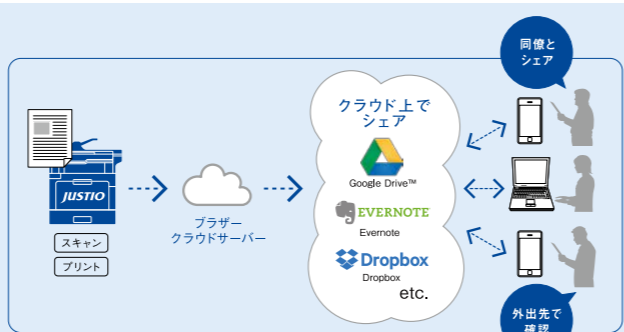 同僚と
シェア
クラウド上で
シェア
Google Drive™
EVERNOTE
Evernote
Dropbox
Dropbox
etc.
JUSTIO
スキャン
プリント
ブラザー
クラウドサーバー
外出先で
確認